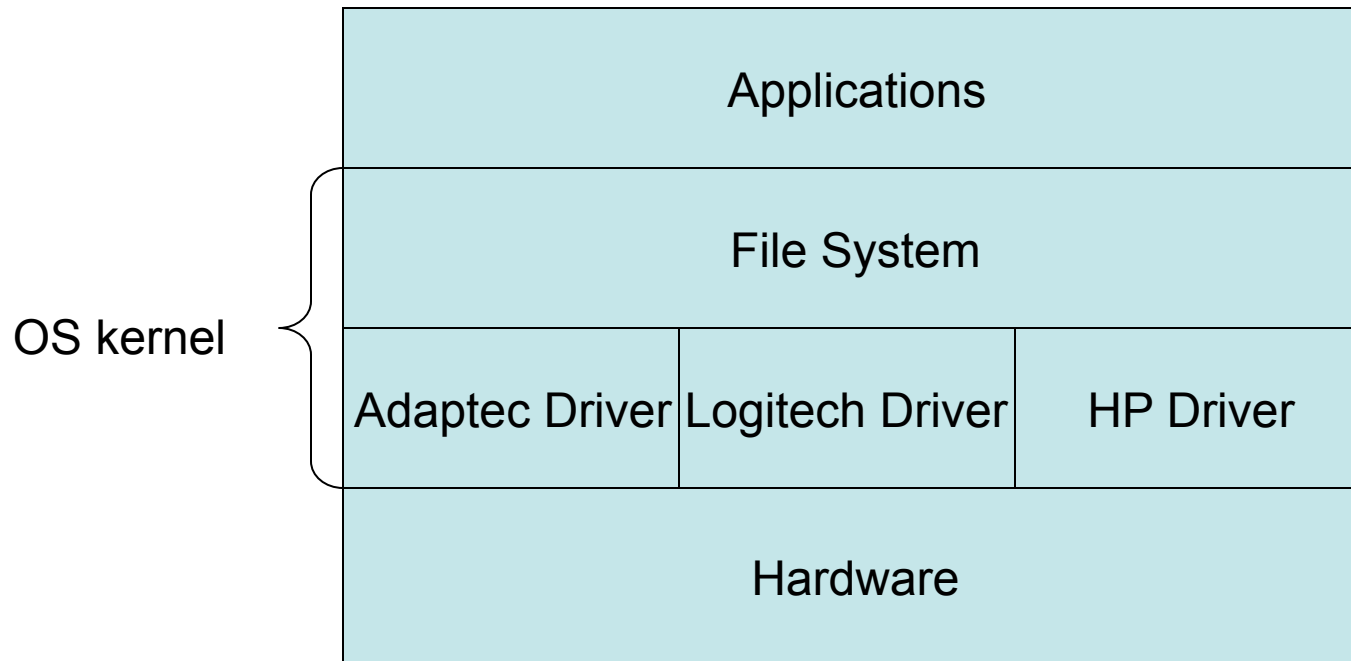 Applications
File System
OS kernel
Adaptec Driver
Logitech Driver
HP Driver
Hardware